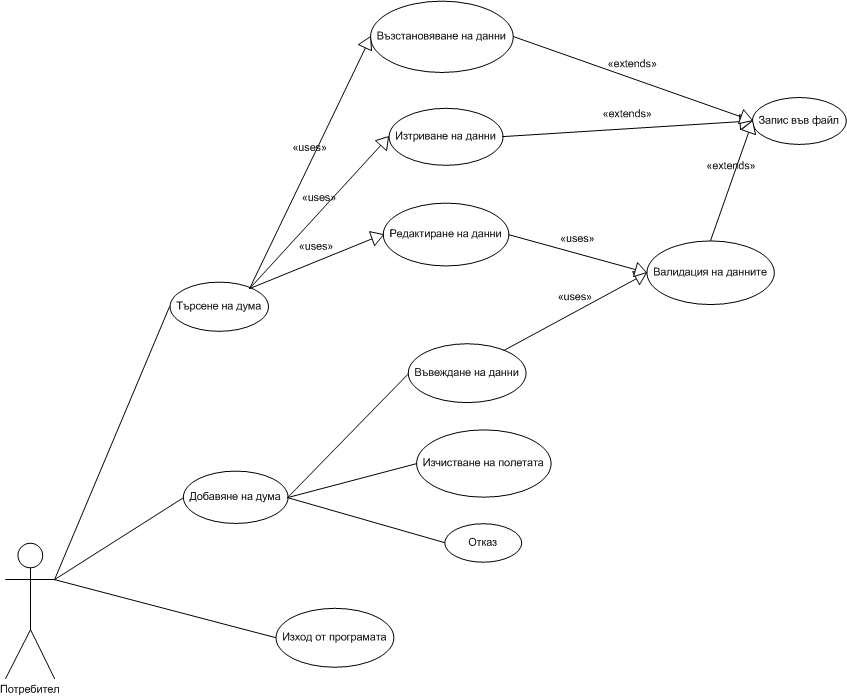 Възстановяване на данни
«extends»
Изтриване на данни
«extends»
Запис във файл
«uses»
«extends»
«uses»
Редактиране на данни
«uses»
«uses»
Валидация на данните
Търсене на дума
«uses»
Въвеждане на данни
Изчистване на полетата
Добавяне на дума
Отказ
Изход от програмата
Потребител